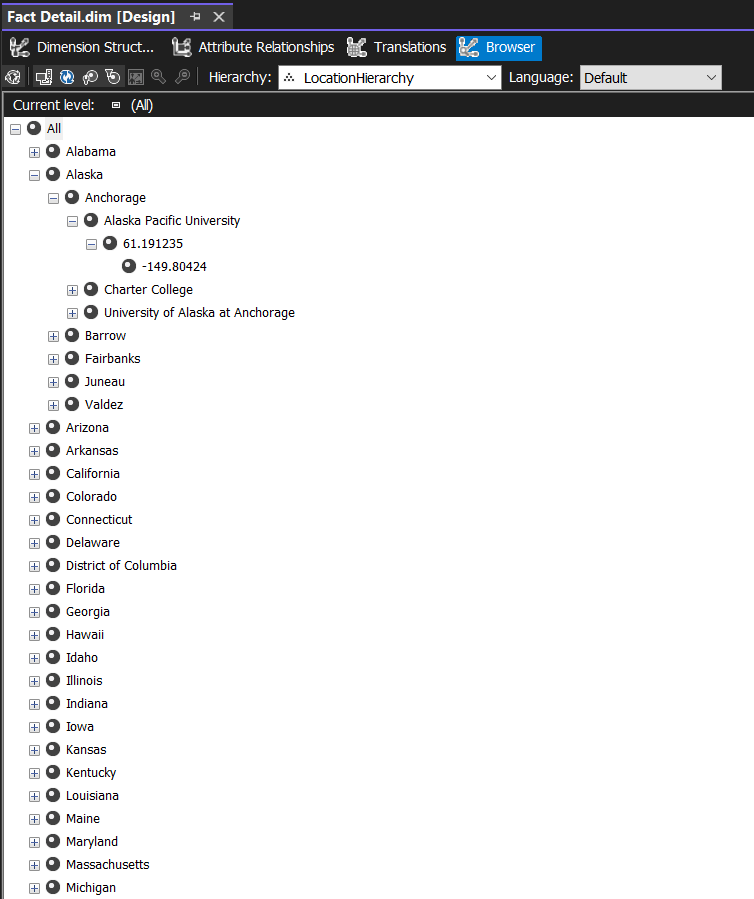 Fact Detail.dim [Design]
Dimension Struct... Attribute Relationships Translations Browser
Hierarchy: LocationHierarchy Language: Default
Current level: (All)
All
Alabama
Alaska
Anchorage
Alaska Pacific University
61.191235
-149.80424
Charter College
University of Alaska at Anchorage
Barrow
Fairbanks
Juneau
Valdez
Arizona
Arkansas
California
Colorado
Connecticut
Delaware
District of Columbia
Florida
Georgia
Hawaii
Idaho
Illinois
Indiana
Iowa
Kansas
Kentucky
Louisiana
Maine
Maryland
Massachusetts
Michigan